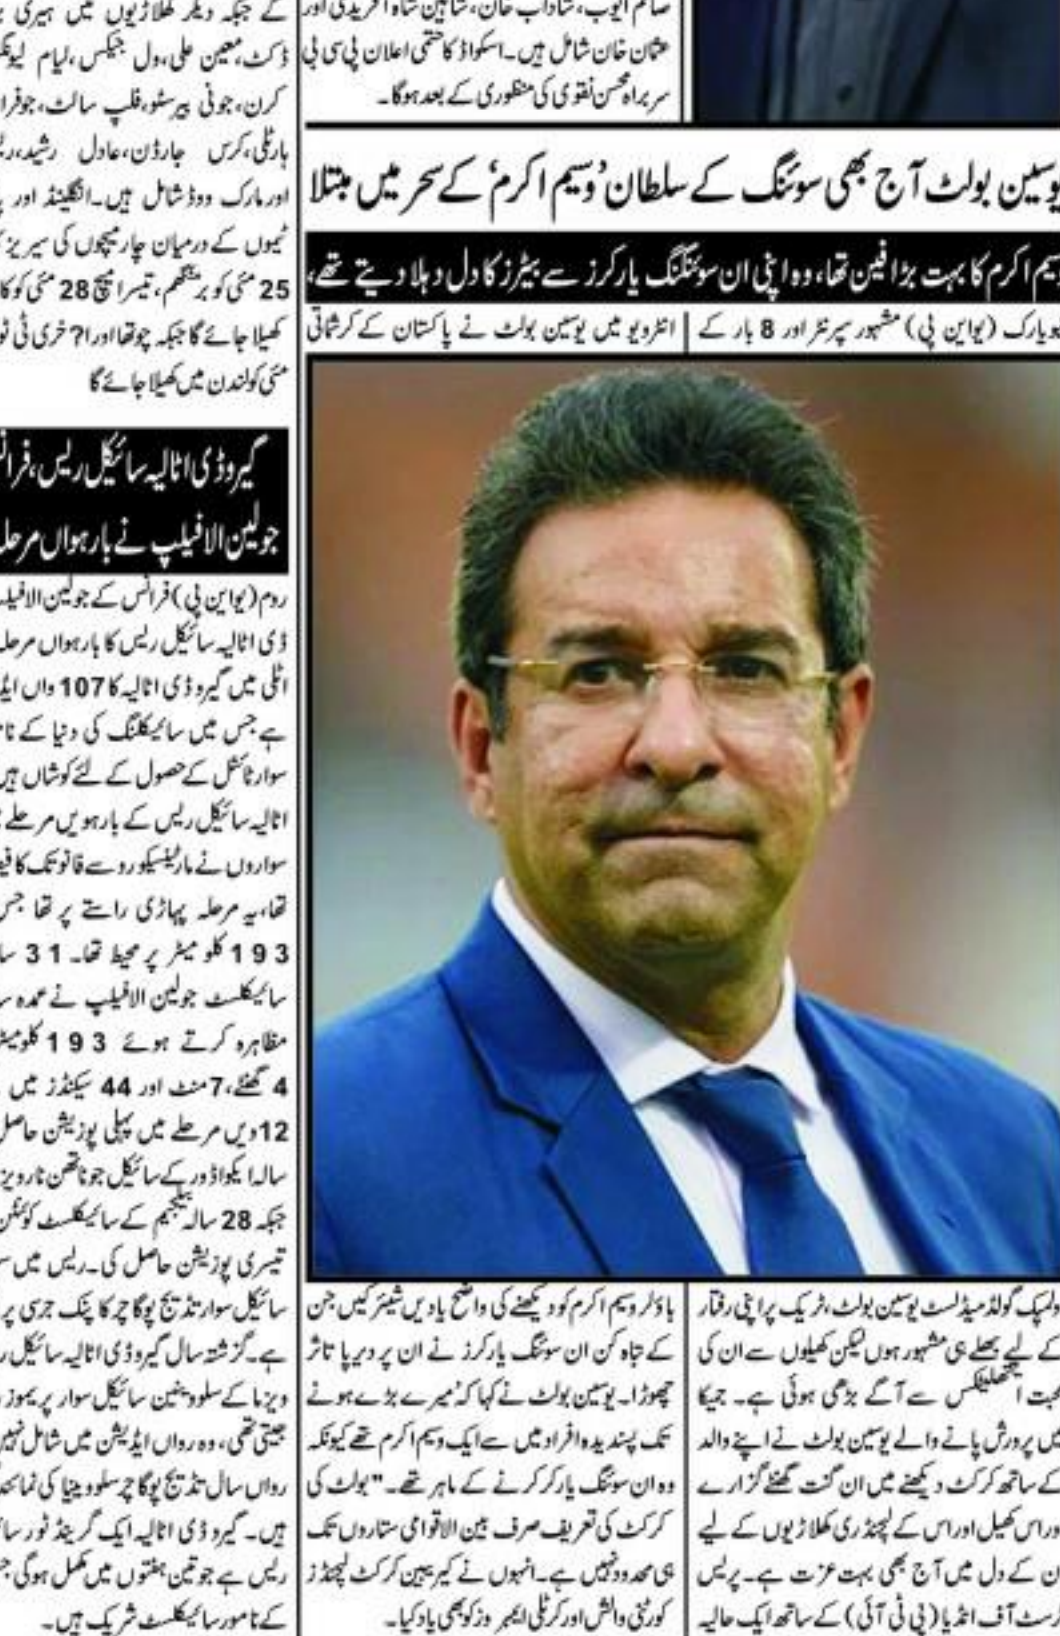 صائم ایوب، شاداب خان، شاہین شاہ آفریدی اور
عثمان خان شامل ہیں۔ اسکواڈ کا حتمی اعلان پی سی بی
سربراہ محسن نقوی کی منظوری کے بعد ہوگا۔
یوسین بولٹ آج بھی سوئنگ کے سلطان ’وسیم اکرم‘ کے سحر میں مبتلا
وسیم اکرم کا بہت بڑا فین تھا، وہ اپنی ان سوئنگنگ یارکرز سے بیٹرز کا دل دہلا دیتے تھے،
نیویارک (یو این پی) مشہور سپرنٹر اور 8 بار کے
اولمپک گولڈ میڈلسٹ یوسین بولٹ، ٹریک پر اپنی رفتار
کے لیے بھلے ہی مشہور ہوں لیکن کھیلوں سے ان کی
محبت ایتھلیٹکس سے آگے بڑھی ہوئی ہے۔ جمیکا
میں پرورش پانے والے یوسین بولٹ نے اپنے والد
کے ساتھ کرکٹ دیکھنے میں ان گنت گھنٹے گزارے
اور اس کھیل اور اس کے لیجنڈری کھلاڑیوں کے لیے
ان کے دل میں آج بھی بہت عزت ہے۔ پریس
ٹرسٹ آف انڈیا (پی ٹی آئی) کے ساتھ ایک حالیہ
انٹرویو میں یوسین بولٹ نے پاکستان کے کرشماتی
باؤلر وسیم اکرم کو دیکھنے کی واضح یادیں شیئر کیں جن
کے تباہ کن ان سوئنگ یارکرز نے ان پر دیرپا تاثر
چھوڑا۔ یوسین بولٹ نے کہا کہ ’میرے بڑے ہونے
تک پسندیدہ افراد میں سے ایک وسیم اکرم تھے کیونکہ
وہ ان سوئنگ یارکر کرنے کے ماہر تھے۔" بولٹ کی
کرکٹ کی تعریف صرف بین الاقوامی ستاروں تک
ہی محدود نہیں ہے۔ انہوں نے کیریبین کرکٹ لیجنڈز
کورٹنی والش اور کرٹلی ایمبروز کو بھی یاد کیا۔
کے جبکہ دیگر کھلاڑیوں میں ہیری
ڈکٹ، معین علی، ول جیکس، لیام
کرن، جونی بیرسٹو، فلپ سالٹ، جوفرا
ہارٹلی، کرس جارڈن، عادل رشید،
اور مارک ووڈ شامل ہیں۔ انگلینڈ اور
ٹیموں کے درمیان چار میچوں کی سیریز
25 مئی کو برمنگھم، تیسرا میچ 28 مئی کو
کھیلا جائے گا جبکہ چوتھا اور ا?خری ٹی
مئی کو لندن میں کھیلا جائے گا
گیرو ڈی اٹالیہ سائیکل ریس، فرانس
جولین الافیلپ نے بارہواں مرحلہ
روم (یو این پی) فرانس کے جولین الافیلپ
ڈی اٹالیہ سائیکل ریس کا بارہواں مرحلہ
اٹلی میں گیرو ڈی اٹالیہ کا 107 واں
ہے جس میں سائیکلنگ کی دنیا کے
سوار ٹائٹل کے حصول کے لئے کوشاں ہیں
اٹالیہ سائیکل ریس کے بارہویں مرحلے
سواروں نے مارٹینسیکورو سے فانو تک کا
تھا، یہ مرحلہ پہاڑی راستے پر تھا
193 کلومیٹر پر محیط تھا۔ 31
سائیکلسٹ جولین الافیلپ نے عمدہ
مظاہرہ کرتے ہوئے 193 کلومیٹر
4 گھنٹے، 7 منٹ اور 44 سیکنڈز میں
12ویں مرحلے میں پہلی پوزیشن حاصل
سالہ ایکواڈور کے سائیکل جوناتھن نارویز
جبکہ 28 سالہ بیلجیم کے سائیکلسٹ کوئنٹن
تیسری پوزیشن حاصل کی۔ ریس میں
سائیکل سوار تڈیج پوگاچر کا پنک جرسی پر
ہے۔ گزشتہ سال گیرو ڈی اٹالیہ سائیکل
ویزما کے سلووینین سائیکل سوار پریموز
جیتی تھی، وہ رواں ایڈیشن میں شامل نہیں
رواں سال تڈیج پوگاچر سلووینیا کی
ہیں۔ گیرو ڈی اٹالیہ ایک گرینڈ ٹور
ریس ہے جو تین ہفتوں میں مکمل ہوگی
کے نامور سائیکلسٹ شریک ہیں۔